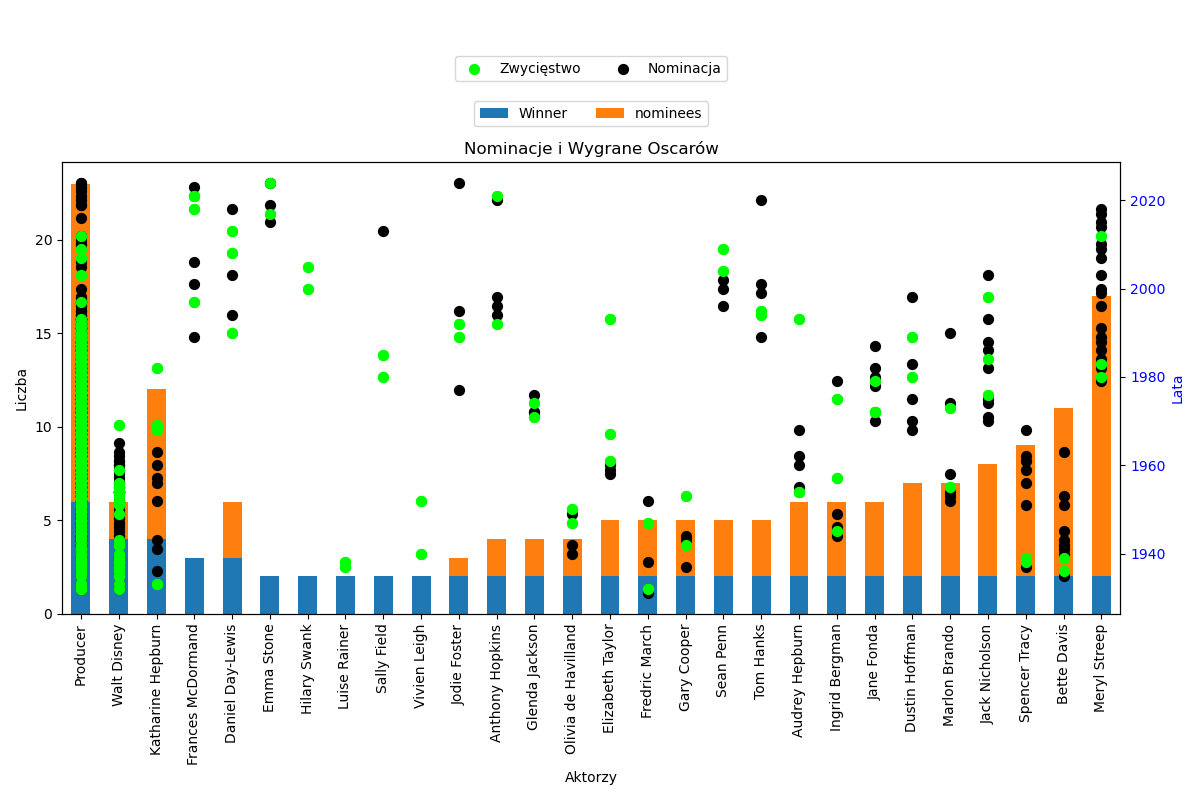 Zwycięstwo Nominacja
Winner nominees
Nominacje i Wygrane Oscarów
Liczba
20
15
10
5
0
2020
2000
1980
1960
1940
Lata
Producer
Walt Disney
Katharine Hepburn
Frances McDormand
Daniel Day-Lewis
Emma Stone
Hilary Swank
Luise Rainer
Sally Field
Vivien Leigh
Jodie Foster
Anthony Hopkins
Glenda Jackson
Olivia de Havilland
Elizabeth Taylor
Fredric March
Gary Cooper
Sean Penn
Tom Hanks
Audrey Hepburn
Ingrid Bergman
Jane Fonda
Dustin Hoffman
Marlon Brando
Jack Nicholson
Spencer Tracy
Bette Davis
Meryl Streep
Aktorzy